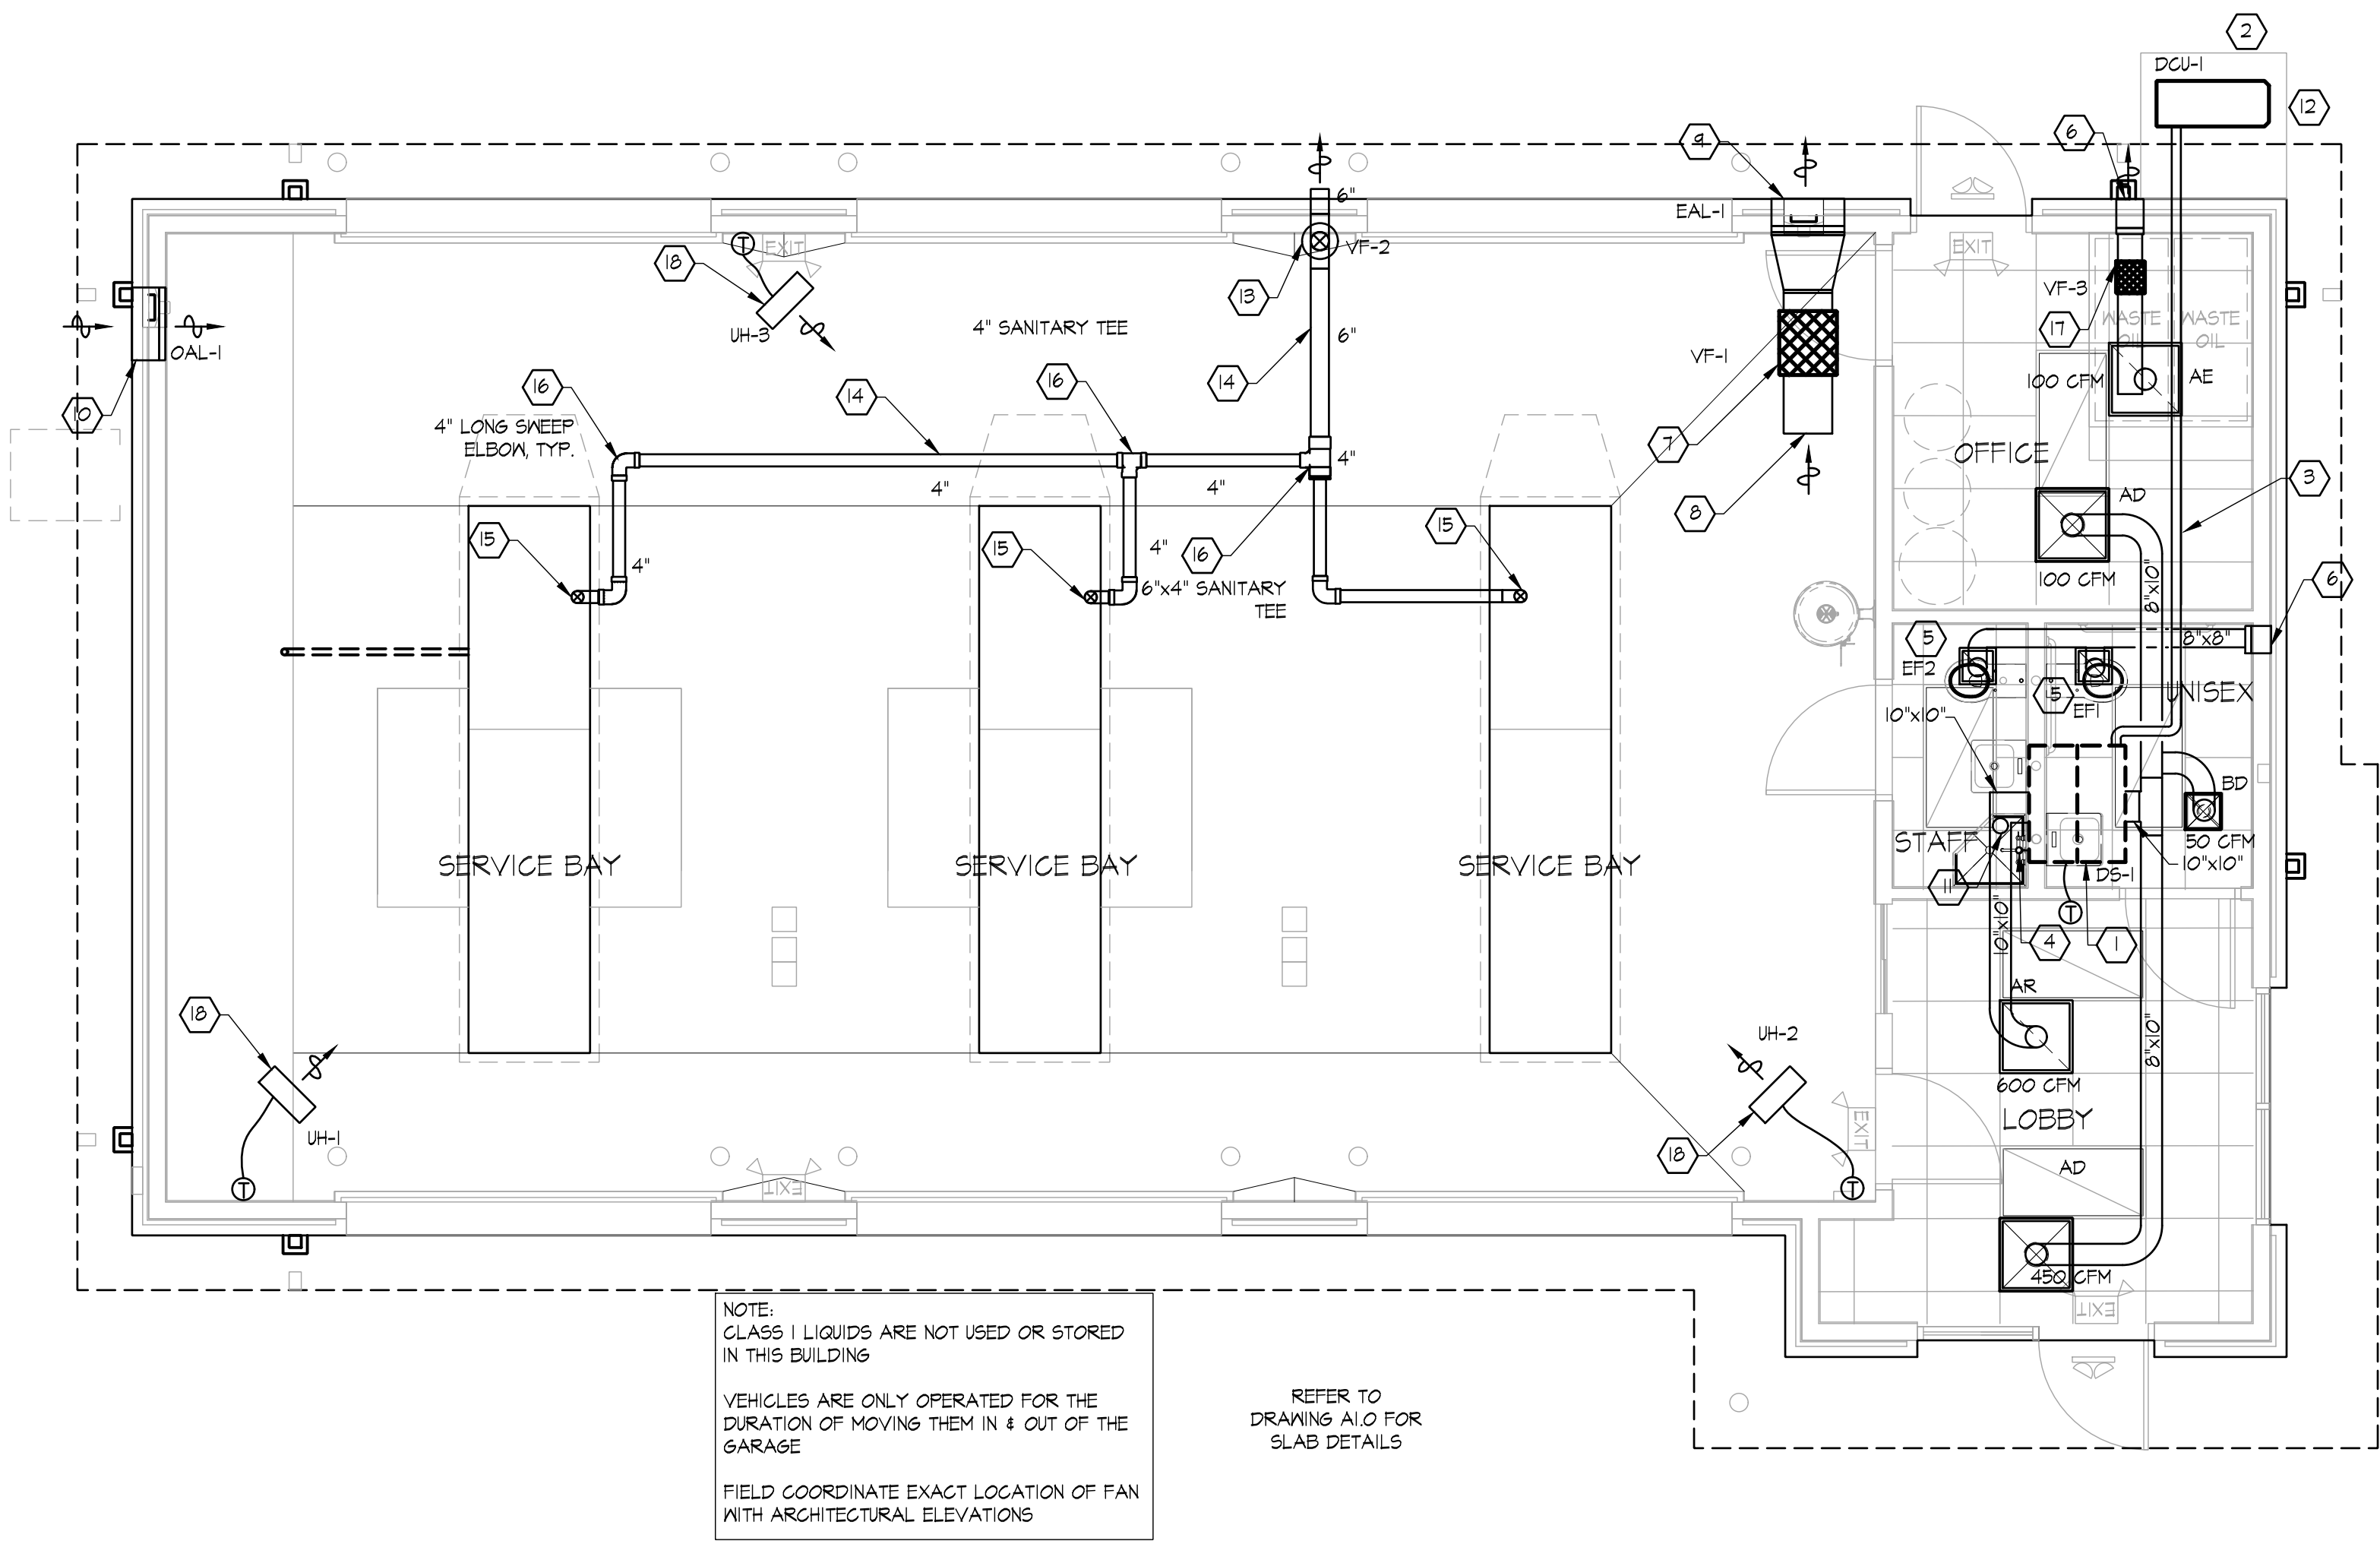 2
DCU-1
12
6
9
6"
EAL-1
EXIT
T
18
VF-2
EXIT
13
VF-3
UH-3
4" SANITARY TEE
6"
17
WASTE
OIL
WASTE
OIL
OAL-1
VF-1
10
16
14
16
14
100 CFM
AE
4" LONG SWEEP
ELBOW, TYP.
7
4"
OFFICE
3
4"
4"
8
AD
15
15
4"
16
15
4"
6"x4" SANITARY
TEE
100 CFM
8"x10"
6
5
8"x8"
EF2
5
UNISEX
EF1
10"x10"
BD
STAFF
50 CFM
10"x10"
SERVICE BAY
SERVICE BAY
SERVICE BAY
DS-1
11
T
10"x10"
4
1
AR
18
UH-2
8"x10"
600 CFM
LOBBY
UH-1
EXIT
18
AD
T
EXIT
T
450 CFM
EXIT
NOTE:
CLASS 1 LIQUIDS ARE NOT USED OR STORED
IN THIS BUILDING
VEHICLES ARE ONLY OPERATED FOR THE
DURATION OF MOVING THEM IN & OUT OF THE
GARAGE
FIELD COORDINATE EXACT LOCATION OF FAN
WITH ARCHITECTURAL ELEVATIONS
REFER TO
DRAWING A1.0 FOR
SLAB DETAILS